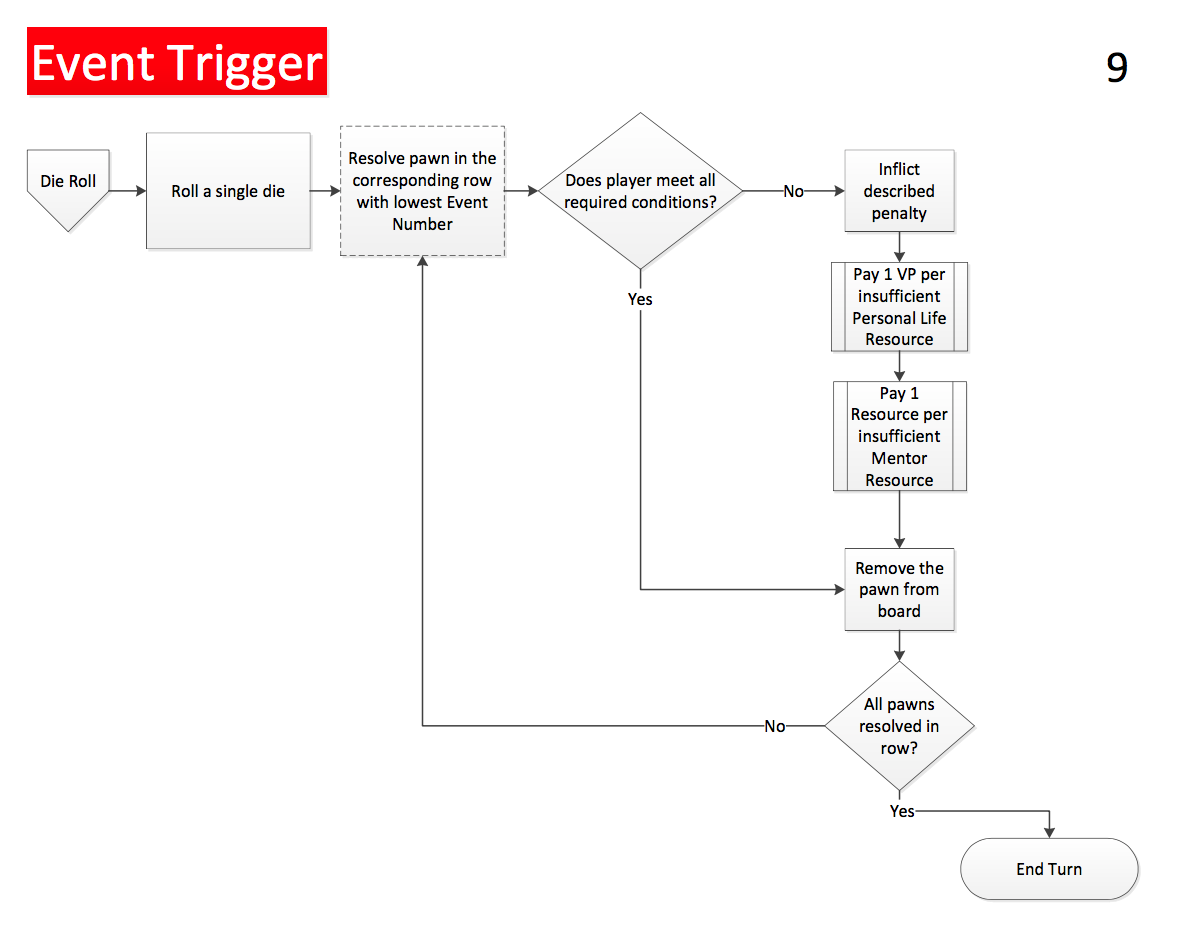 Event Trigger
9
Die Roll
Roll a single die
Resolve pawn in the
corresponding row
with lowest Event
Number
Does player meet all
required conditions?
No
Inflict
described
penalty
Yes
Pay 1 VP per
insufficient
Personal Life
Resource
Pay 1
Resource per
insufficient
Mentor
Resource
Remove the
pawn from
board
All pawns
resolved in
row?
No
Yes
End Turn